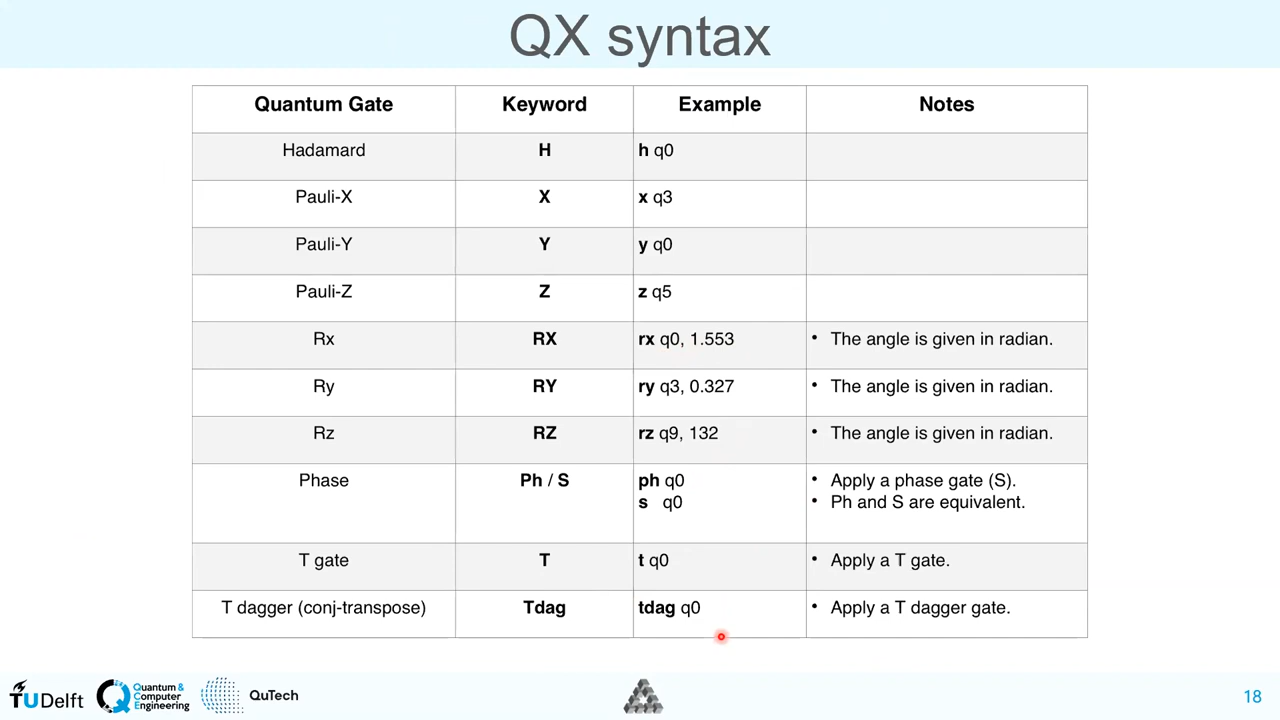 QX syntax
Quantum Gate Keyword Example Notes
Hadamard H h q0
Pauli-X X x q3
Pauli-Y Y y q0
Pauli-Z Z z q5
Rx RX rx q0, 1.553 • The angle is given in radian.
Ry RY ry q3, 0.327 • The angle is given in radian.
Rz RZ rz q9, 132 • The angle is given in radian.
Phase Ph / S ph q0 • Apply a phase gate (S).
s q0 • Ph and S are equivalent.
T gate T t q0 • Apply a T gate.
T dagger (conj-transpose) Tdag tdag q0 • Apply a T dagger gate.
TUDelft Quantum & Computer Engineering QuTech 18